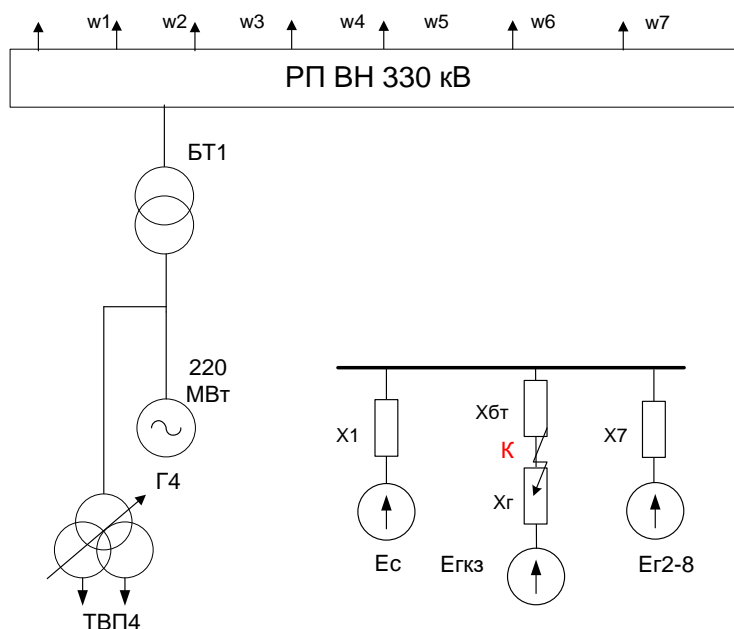 w1 w2 w3 w4 w5 w6 w7
РП ВН 330 кВ
БТ1
220
МВт
Г4
ТВП4
Х1
Хбт
К
Хг
Х7
Ес
Егкз
Ег2-8